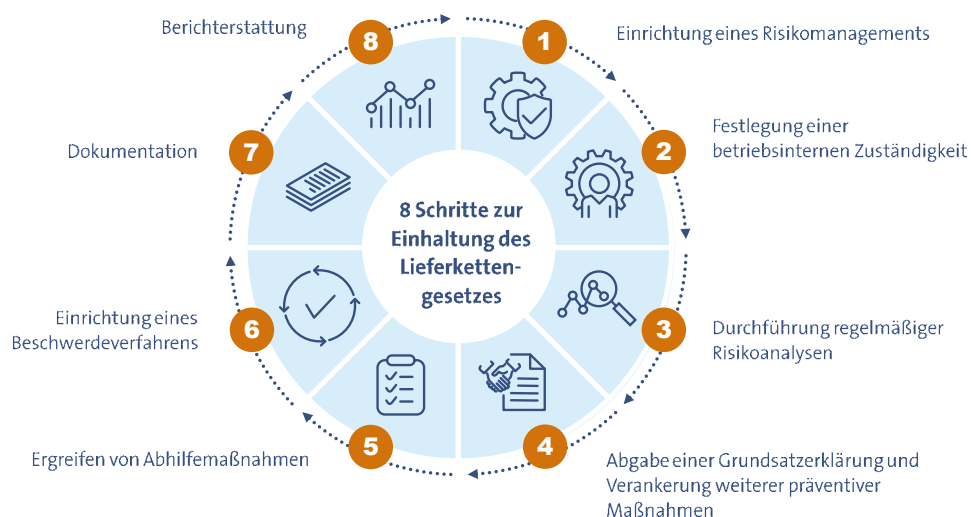 8 Schritte zur
Einhaltung des
Lieferketten-
gesetzes
1
Einrichtung eines Risikomanagements
2
Festlegung einer
betriebsinternen Zuständigkeit
3
Durchführung regelmäßiger
Risikoanalysen
4
Abgabe einer Grundsatzerklärung und
Verankerung weiterer präventiver
Maßnahmen
5
Ergreifen von Abhilfemaßnahmen
6
Einrichtung eines
Beschwerdeverfahrens
7
Dokumentation
8
Berichterstattung